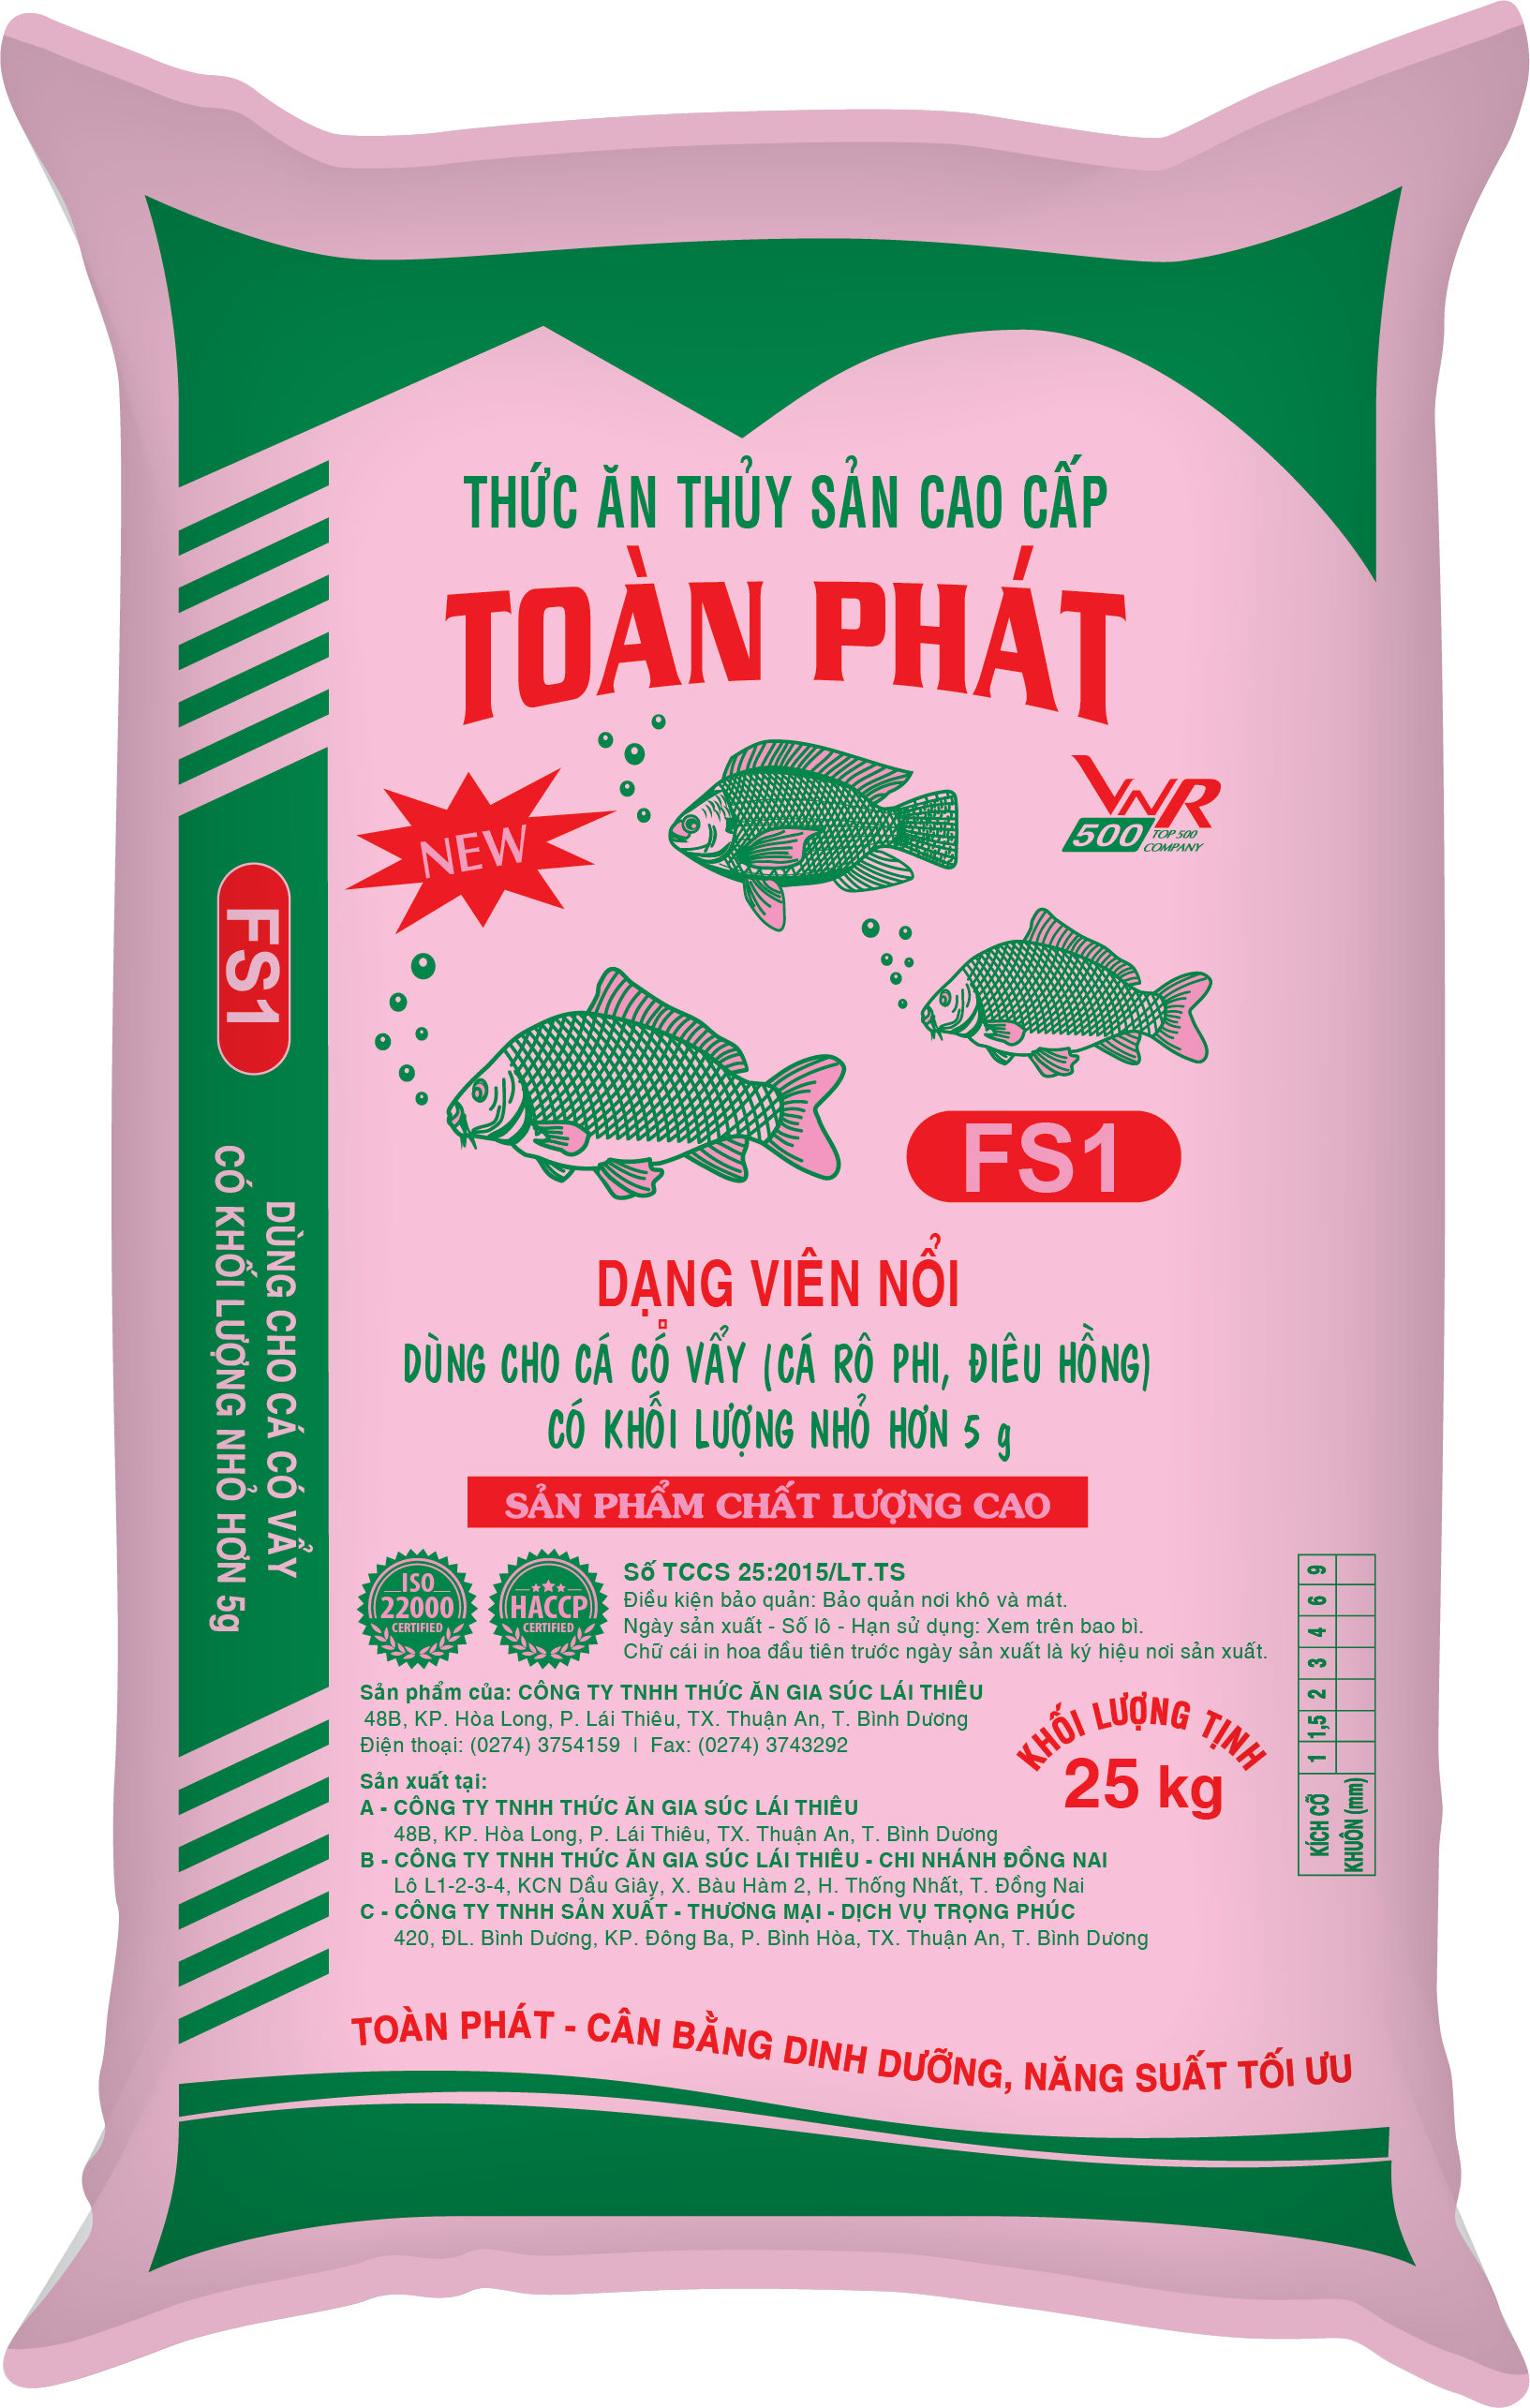 THỨC ĂN THỦY SẢN CAO CẤP
TOÀN PHÁT
NEW
VNR
500 TOP 500
COMPANY
FS1
DẠNG VIÊN NỔI
DÙNG CHO CÁ CÓ VẨY (CÁ RÔ PHI, ĐIÊU HỒNG)
CÓ KHỐI LƯỢNG NHỎ HƠN 5 g
SẢN PHẨM CHẤT LƯỢNG CAO
FS1
DÙNG CHO CÁ CÓ VẨY
CÓ KHỐI LƯỢNG NHỎ HƠN 5g
ISO
22000
CERTIFIED
HACCP
CERTIFIED
Số TCCS 25:2015/LT.TS
Điều kiện bảo quản: Bảo quản nơi khô và mát.
Ngày sản xuất - Số lô - Hạn sử dụng: Xem trên bao bì.
Chữ cái in hoa đầu tiên trước ngày sản xuất là ký hiệu nơi sản xuất.
Sản phẩm của: CÔNG TY TNHH THỨC ĂN GIA SÚC LÁI THIÊU
48B, KP. Hòa Long, P. Lái Thiêu, TX. Thuận An, T. Bình Dương
Điện thoại: (0274) 3754159 | Fax: (0274) 3743292
Sản xuất tại:
A - CÔNG TY TNHH THỨC ĂN GIA SÚC LÁI THIÊU
48B, KP. Hòa Long, P. Lái Thiêu, TX. Thuận An, T. Bình Dương
B - CÔNG TY TNHH THỨC ĂN GIA SÚC LÁI THIÊU - CHI NHÁNH ĐỒNG NAI
Lô L1-2-3-4, KCN Dầu Giây, X. Bàu Hàm 2, H. Thống Nhất, T. Đồng Nai
C - CÔNG TY TNHH SẢN XUẤT - THƯƠNG MẠI - DỊCH VỤ TRỌNG PHÚC
420, ĐL. Bình Dương, KP. Đông Ba, P. Bình Hòa, TX. Thuận An, T. Bình Dương
KHỐI LƯỢNG TỊNH
25 kg
KÍCH CỠ 1 1,5 2 3 4 6 9
KHUÔN (mm)
TOÀN PHÁT - CÂN BẰNG DINH DƯỠNG, NĂNG SUẤT TỐI ƯU